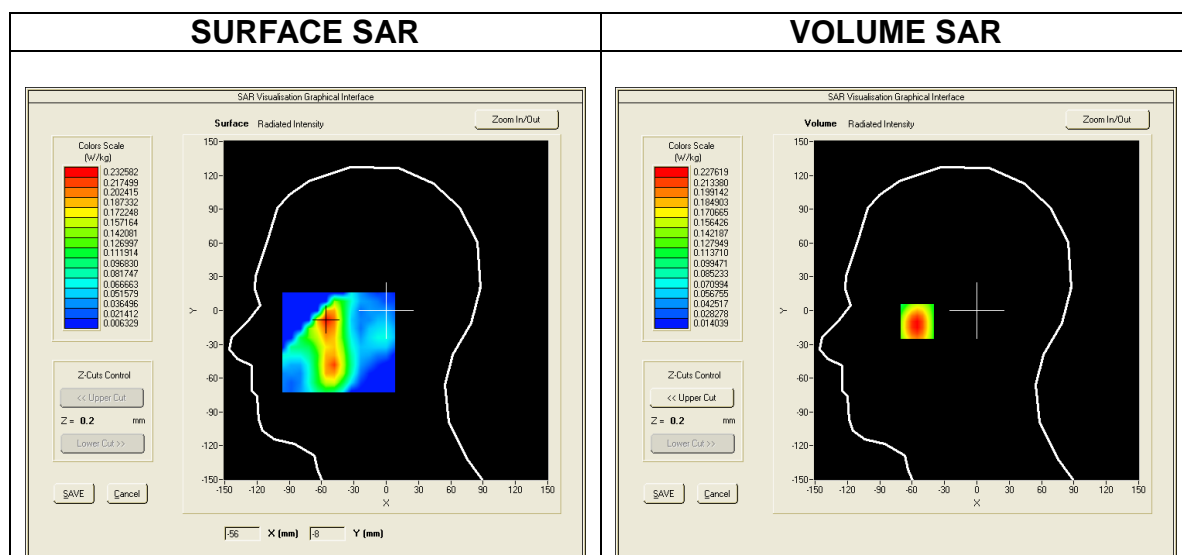 SURFACE SAR
VOLUME SAR
SAR Visualisation Graphical Interface
Surface Radiated Intensity
Zoom In/Out
Colors Scale
(W/kg)
0.232582
0.217499
0.202415
0.187332
0.172248
0.157164
0.142081
0.126997
0.111914
0.096830
0.081747
0.066663
0.051579
0.036496
0.021412
0.006329
Z-Cuts Control
<< Upper Cut
Z = 0.2 mm
Lower Cut >>
SAVE Cancel
150
120
90
60
30
0
-30
-60
-90
-120
-150
Y
-150 -120 -90 -60 -30 0 30 60 90 120 150
X
-56 X (mm) -8 Y (mm)
SAR Visualisation Graphical Interface
Volume Radiated Intensity
Zoom In/Out
Colors Scale
(W/kg)
0.227619
0.213380
0.199142
0.184903
0.170665
0.156426
0.142187
0.127949
0.113710
0.099471
0.085233
0.070994
0.056755
0.042517
0.028278
0.014039
Z-Cuts Control
<< Upper Cut
Z = 0.2 mm
Lower Cut >>
SAVE Cancel
150
120
90
60
30
0
-30
-60
-90
-120
-150
Y
-150 -120 -90 -60 -30 0 30 60 90 120 150
X